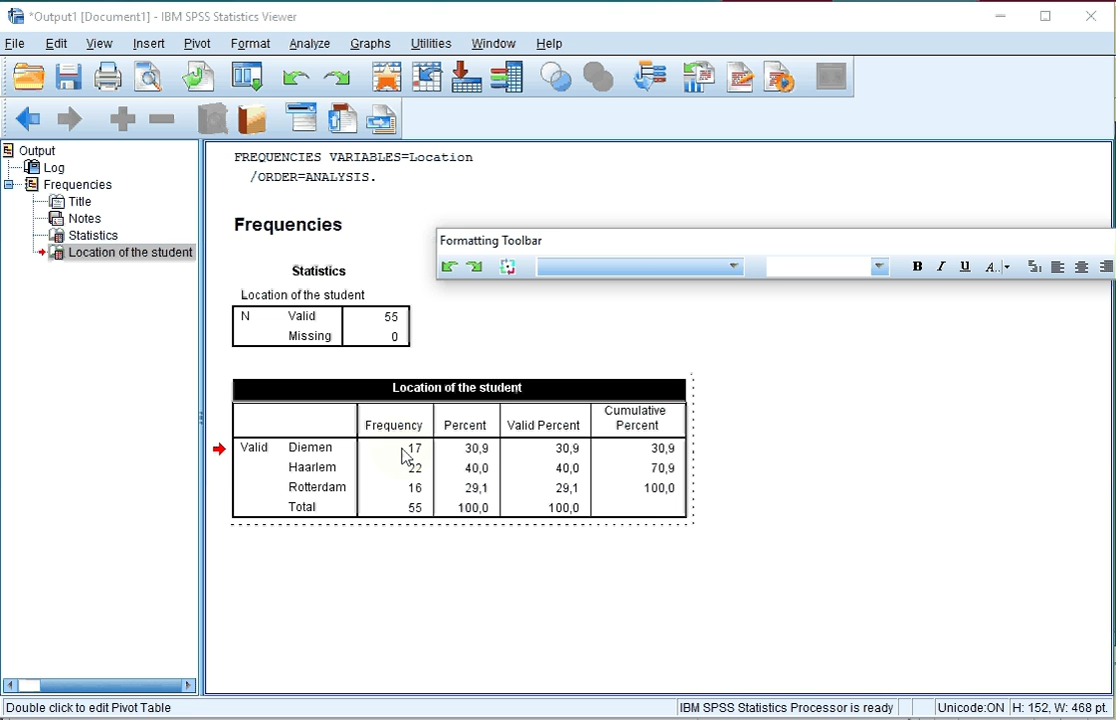 *Output1 [Document1] - IBM SPSS Statistics Viewer
File Edit View Insert Pivot Format Analyze Graphs Utilities Window Help
Output
Log
Frequencies
Title
Notes
Statistics
Location of the student
FREQUENCIES VARIABLES=Location
/ORDER=ANALYSIS.
Frequencies
Formatting Toolbar
B I U A..
Statistics
Location of the student
N Valid 55
Missing 0
Location of the student
Frequency Percent Valid Percent Cumulative Percent
Valid Diemen 17 30,9 30,9 30,9
Haarlem 22 40,0 40,0 70,9
Rotterdam 16 29,1 29,1 100,0
Total 55 100,0 100,0
Double click to edit Pivot Table IBM SPSS Statistics Processor is ready Unicode:ON H: 152, W: 468 pt.